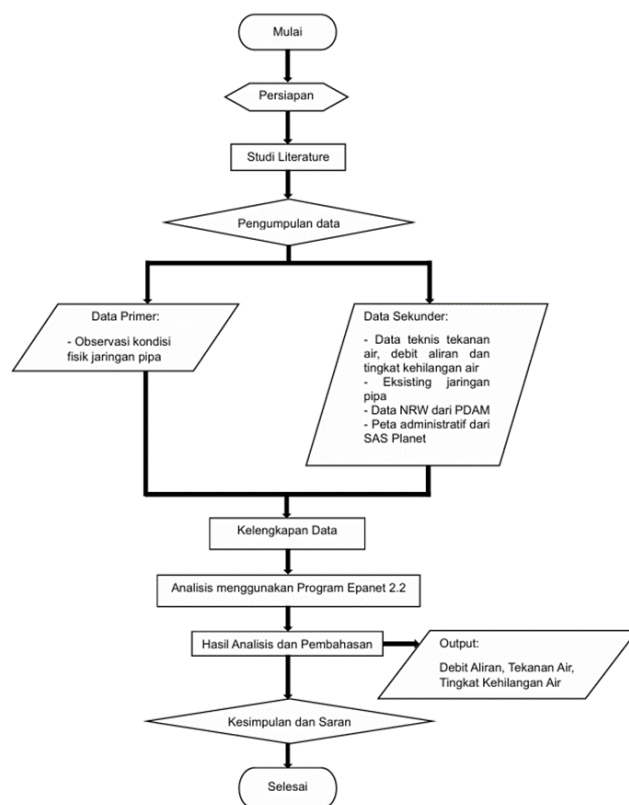 Mulai
Persiapan
Studi Literature
Pengumpulan data
Data Primer:
- Observasi kondisi
fisik jaringan pipa
Data Sekunder:
- Data teknis tekanan
air, debit aliran dan
tingkat kehilangan air
- Eksisting jaringan
pipa
- Data NRW dari PDAM
- Peta administratif dari
SAS Planet
Kelengkapan Data
Analisis menggunakan Program Epanet 2.2
Hasil Analisis dan Pembahasan
Output:
Debit Aliran, Tekanan Air,
Tingkat Kehilangan Air
Kesimpulan dan Saran
Selesai